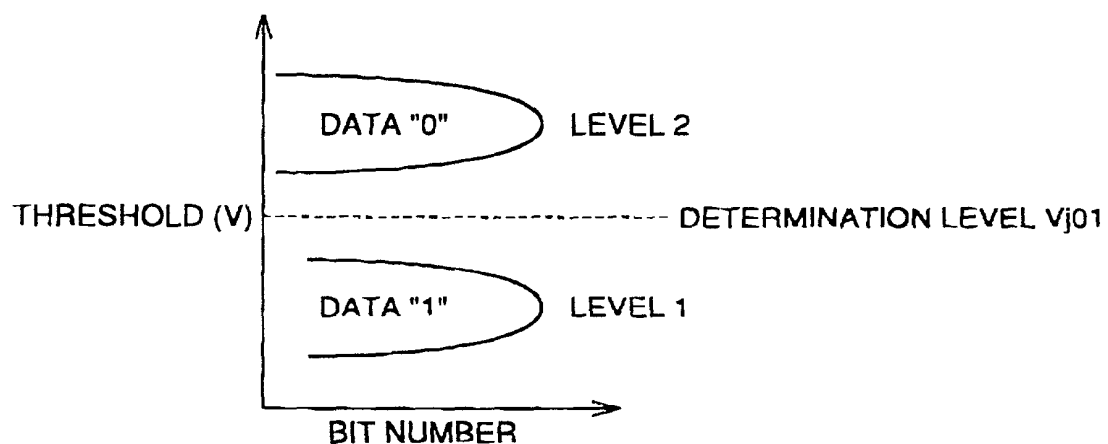 DATA "0" LEVEL 2
THRESHOLD (V) DETERMINATION LEVEL Vj01
DATA "1" LEVEL 1
BIT NUMBER